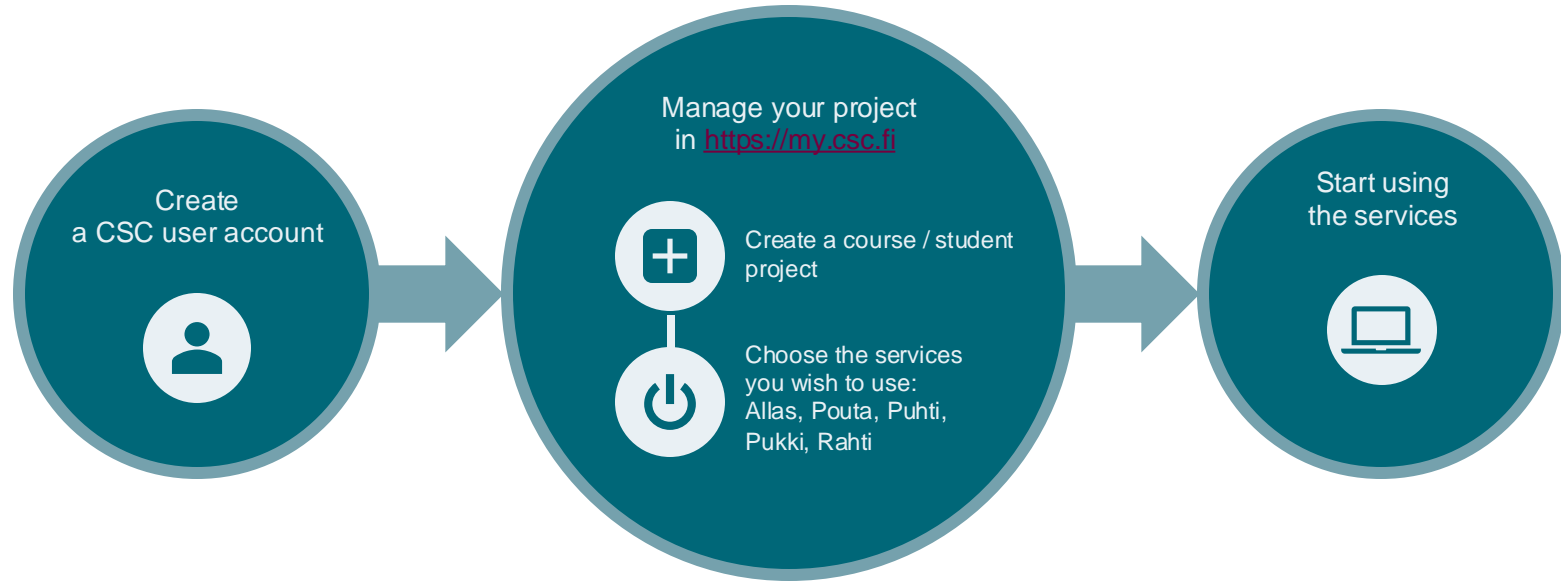 Create
a CSC user account
Manage your project
in https://my.csc.fi
Create a course / student
project
Choose the services
you wish to use:
Allas, Pouta, Puhti,
Pukki, Rahti
Start using
the services